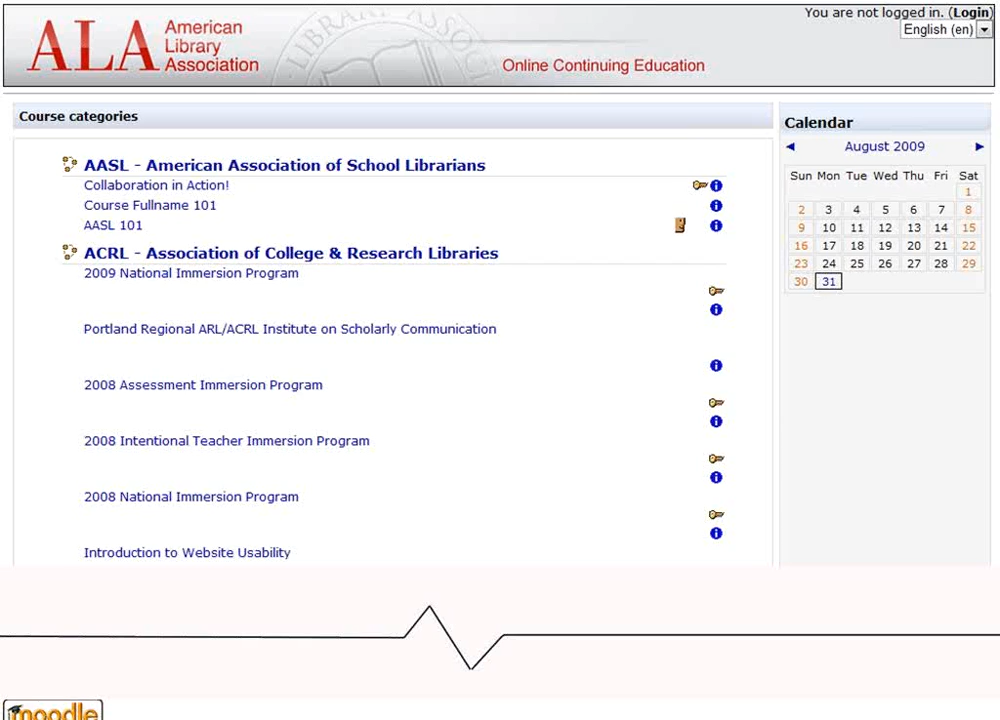 You are not logged in. (Login)
English (en)
ALA American
Library
Association
LIBRARY ASSOC
Online Continuing Education
Course categories
AASL - American Association of School Librarians
Collaboration in Action!
Course Fullname 101
AASL 101
ACRL - Association of College & Research Libraries
2009 National Immersion Program
Portland Regional ARL/ACRL Institute on Scholarly Communication
2008 Assessment Immersion Program
2008 Intentional Teacher Immersion Program
2008 National Immersion Program
Introduction to Website Usability
Calendar
◄ August 2009 ►
Sun Mon Tue Wed Thu Fri Sat
1
2 3 4 5 6 7 8
9 10 11 12 13 14 15
16 17 18 19 20 21 22
23 24 25 26 27 28 29
30 31
moodle